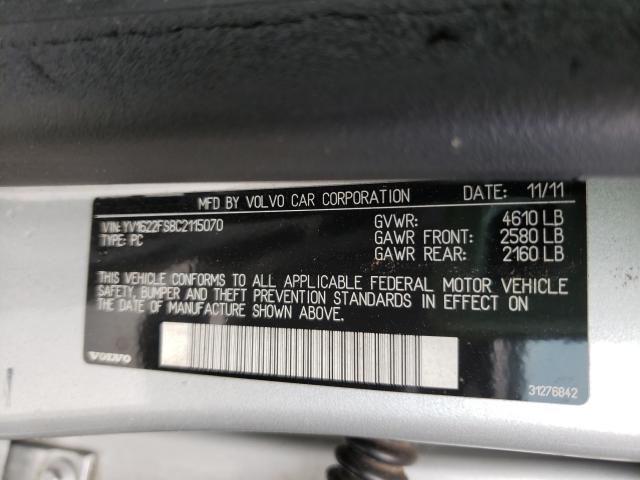 MFD BY VOLVO CAR CORPORATION DATE: 11/11
VIN: YV1622FS8C2115070
TYPE: PC
GVWR: 4610 LB
GAWR FRONT: 2580 LB
GAWR REAR: 2160 LB
THIS VEHICLE CONFORMS TO ALL APPLICABLE FEDERAL MOTOR VEHICLE
SAFETY, BUMPER AND THEFT PREVENTION STANDARDS IN EFFECT ON
THE DATE OF MANUFACTURE SHOWN ABOVE.
VOLVO
31276842